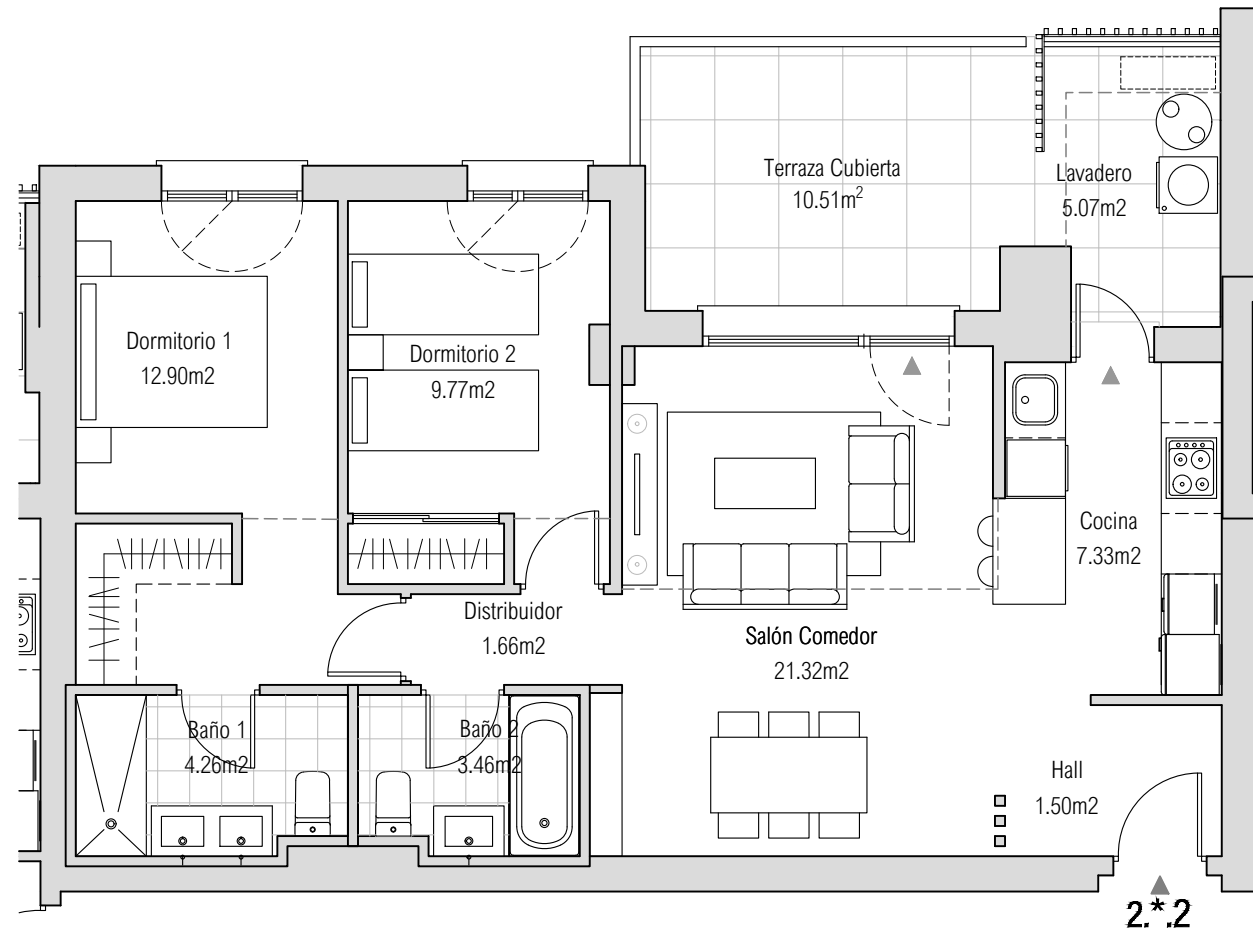 Terraza Cubierta
10.51m²
Lavadero
5.07m2
Dormitorio 1
12.90m2
Dormitorio 2
9.77m2
Cocina
7.33m2
Distribuidor
1.66m2
Salón Comedor
21.32m2
Baño 1
4.26m2
Baño 2
3.46m2
Hall
1.50m2
2.*.2